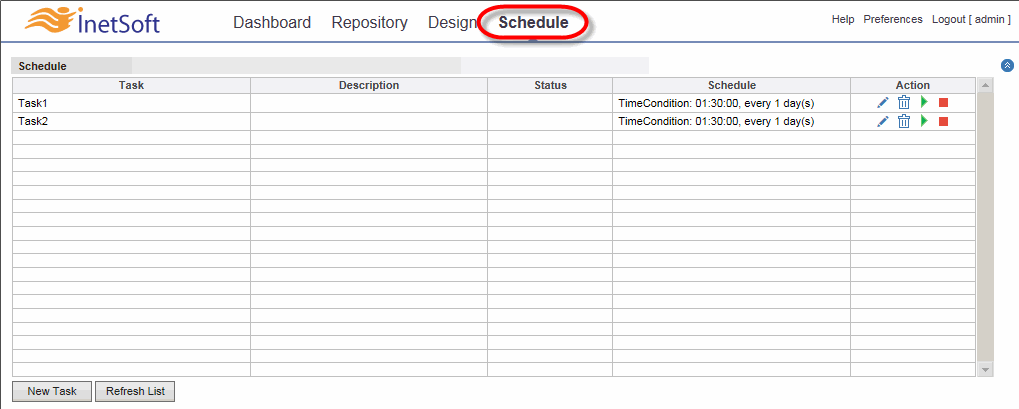 InetSoft Dashboard Repository Design Schedule Help Preferences Logout [ admin ]
Schedule
Task Description Status Schedule Action
Task1 TimeCondition: 01:30:00, every 1 day(s)
Task2 TimeCondition: 01:30:00, every 1 day(s)
New Task Refresh List